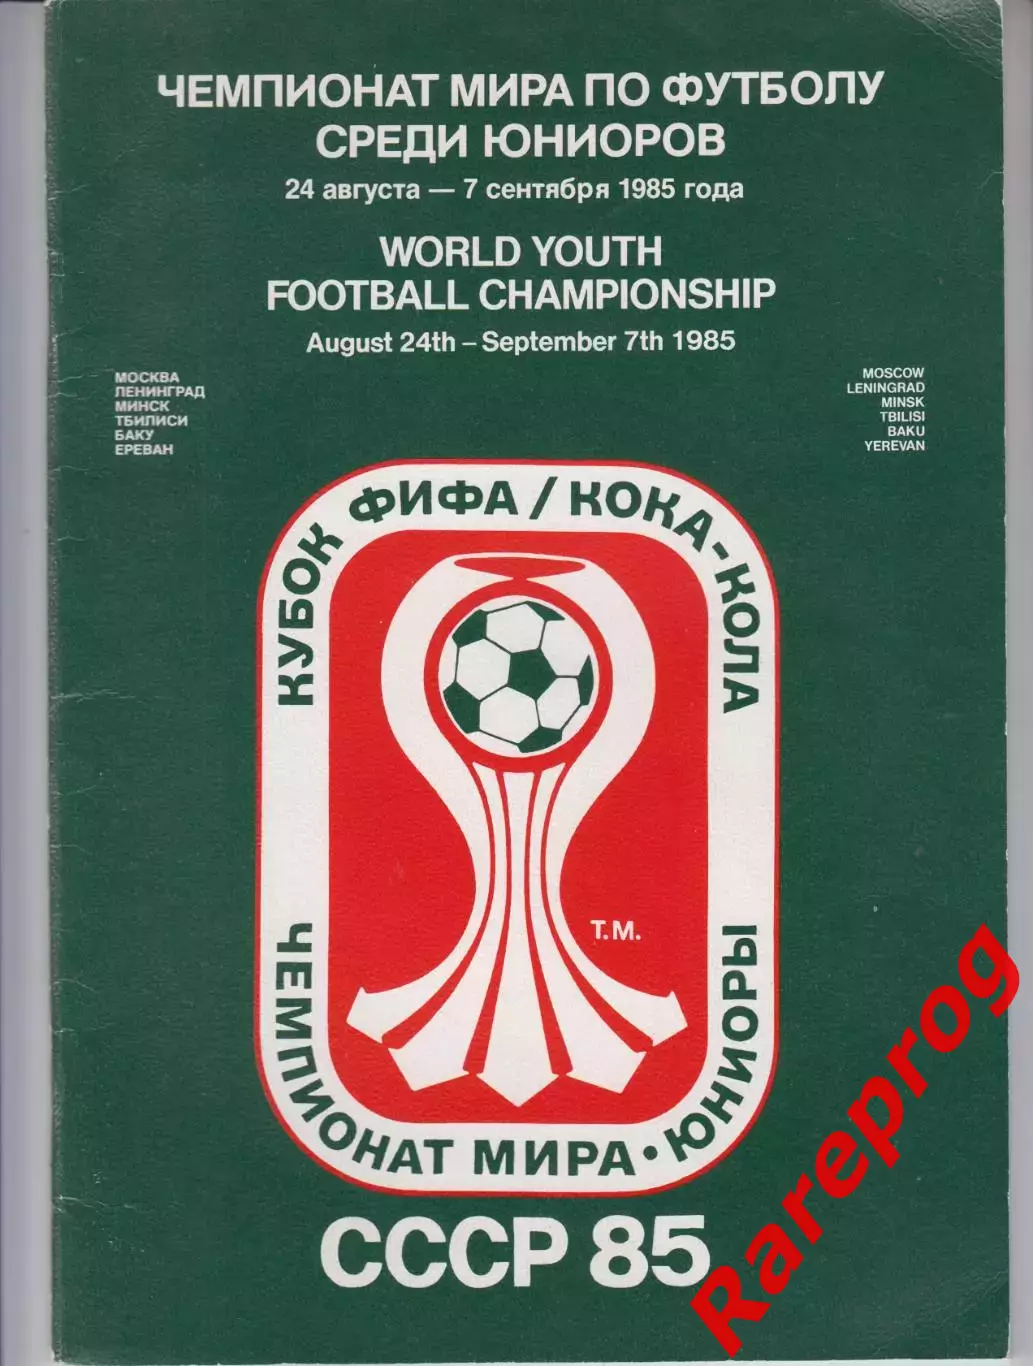 ЧЕМПИОНАТ МИРА ПО ФУТБОЛУ
СРЕДИ ЮНИОРОВ
24 августа — 7 сентября 1985 года
WORLD YOUTH
FOOTBALL CHAMPIONSHIP
August 24th – September 7th 1985
МОСКВА
ЛЕНИНГРАД
МИНСК
ТБИЛИСИ
БАКУ
ЕРЕВАН
MOSCOW
LENINGRAD
MINSK
TBILISI
BAKU
YEREVAN
КУБОК ФИФА / КОКА-КОЛА
Т.М.
ЧЕМПИОНАТ МИРА · ЮНИОРЫ
СССР 85
Rareprog